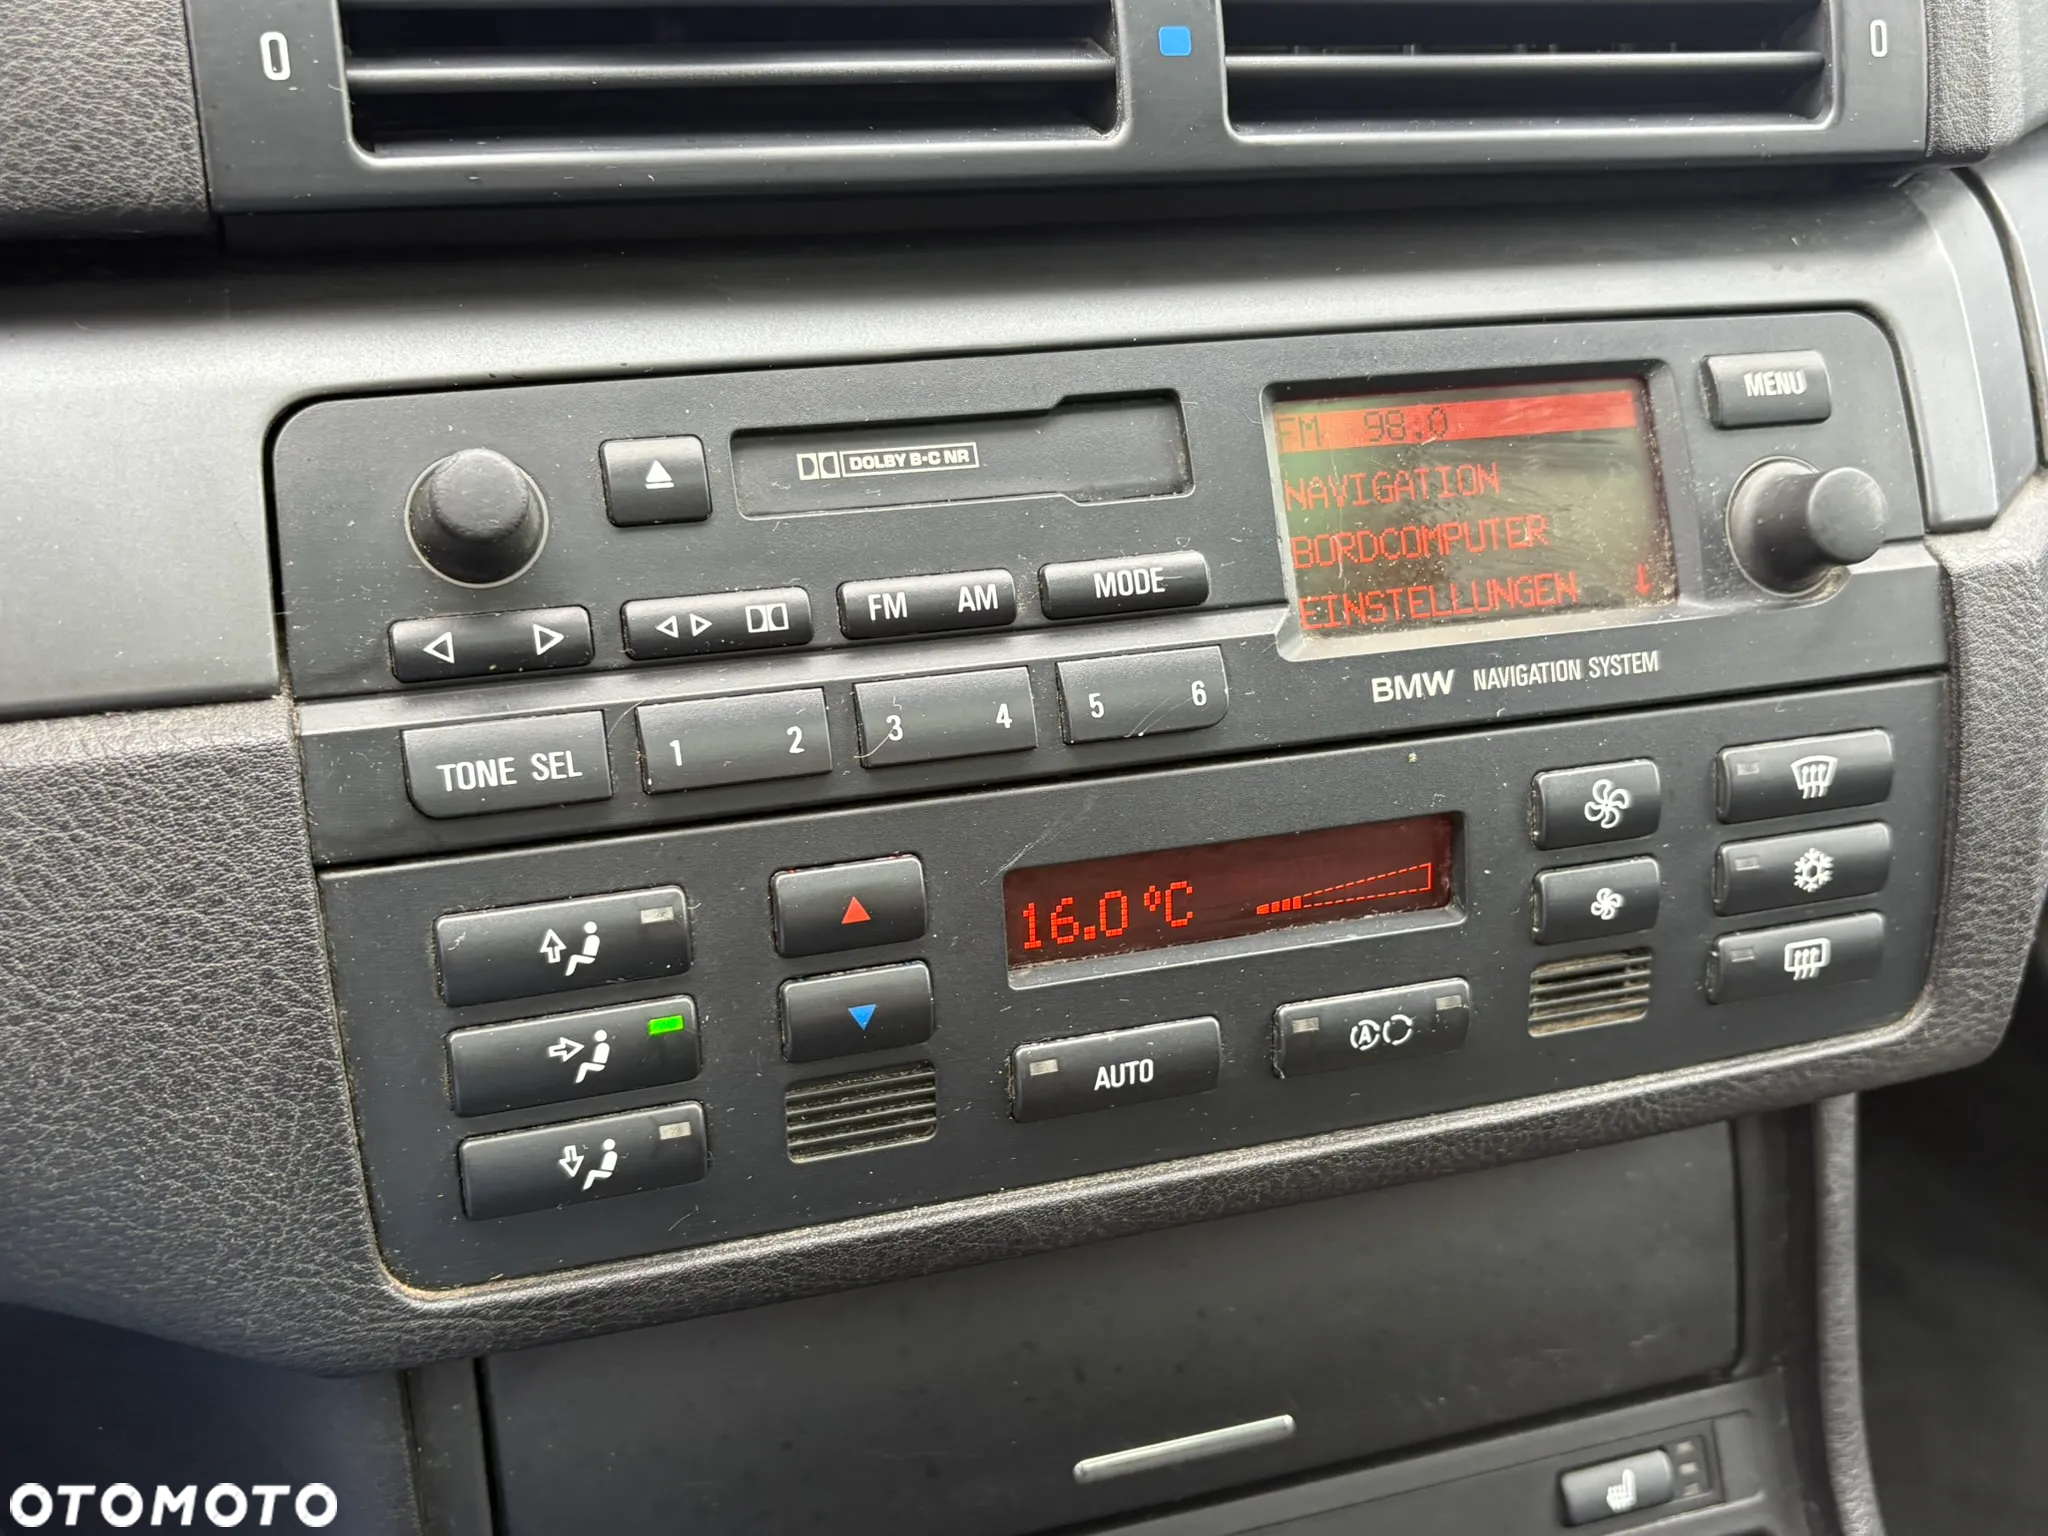 0 0
DOLBY B·C NR
FM 98.0
NAVIGATION
BORDCOMPUTER
EINSTELLUNGEN
MENU
FM AM
MODE
BMW NAVIGATION SYSTEM
TONE SEL
1 2
3 4
5 6
16.0 °C
AUTO
A
OTOMOTO